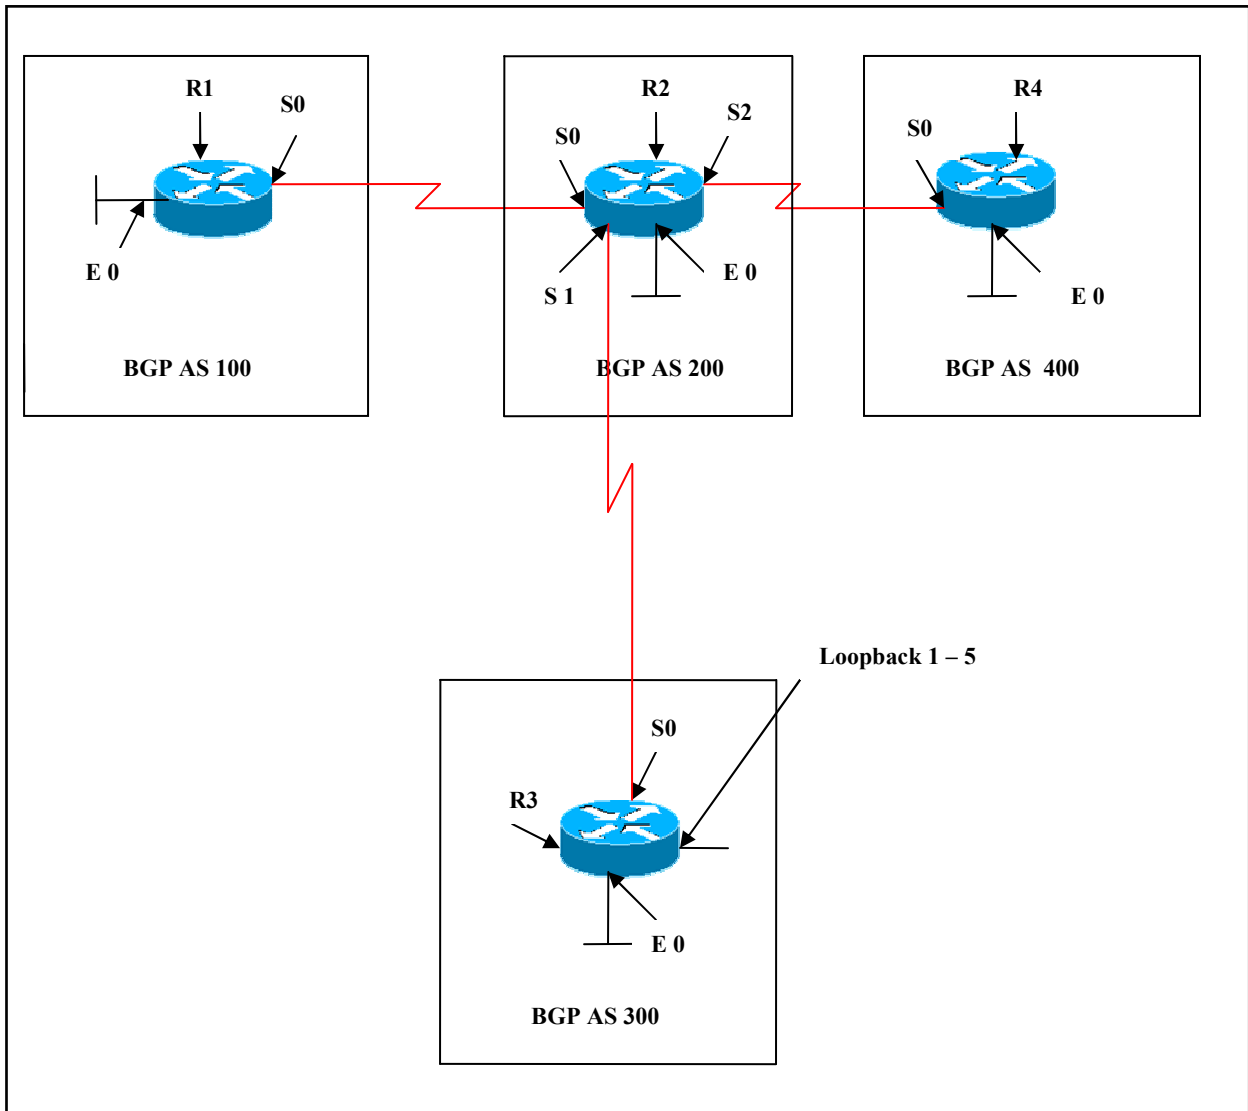 R1
S0
E 0
BGP AS 100
R2
S2
S0
S 1
E 0
BGP AS 200
R4
S0
E 0
BGP AS  400
Loopback 1 – 5
S0
R3
E 0
BGP AS 300